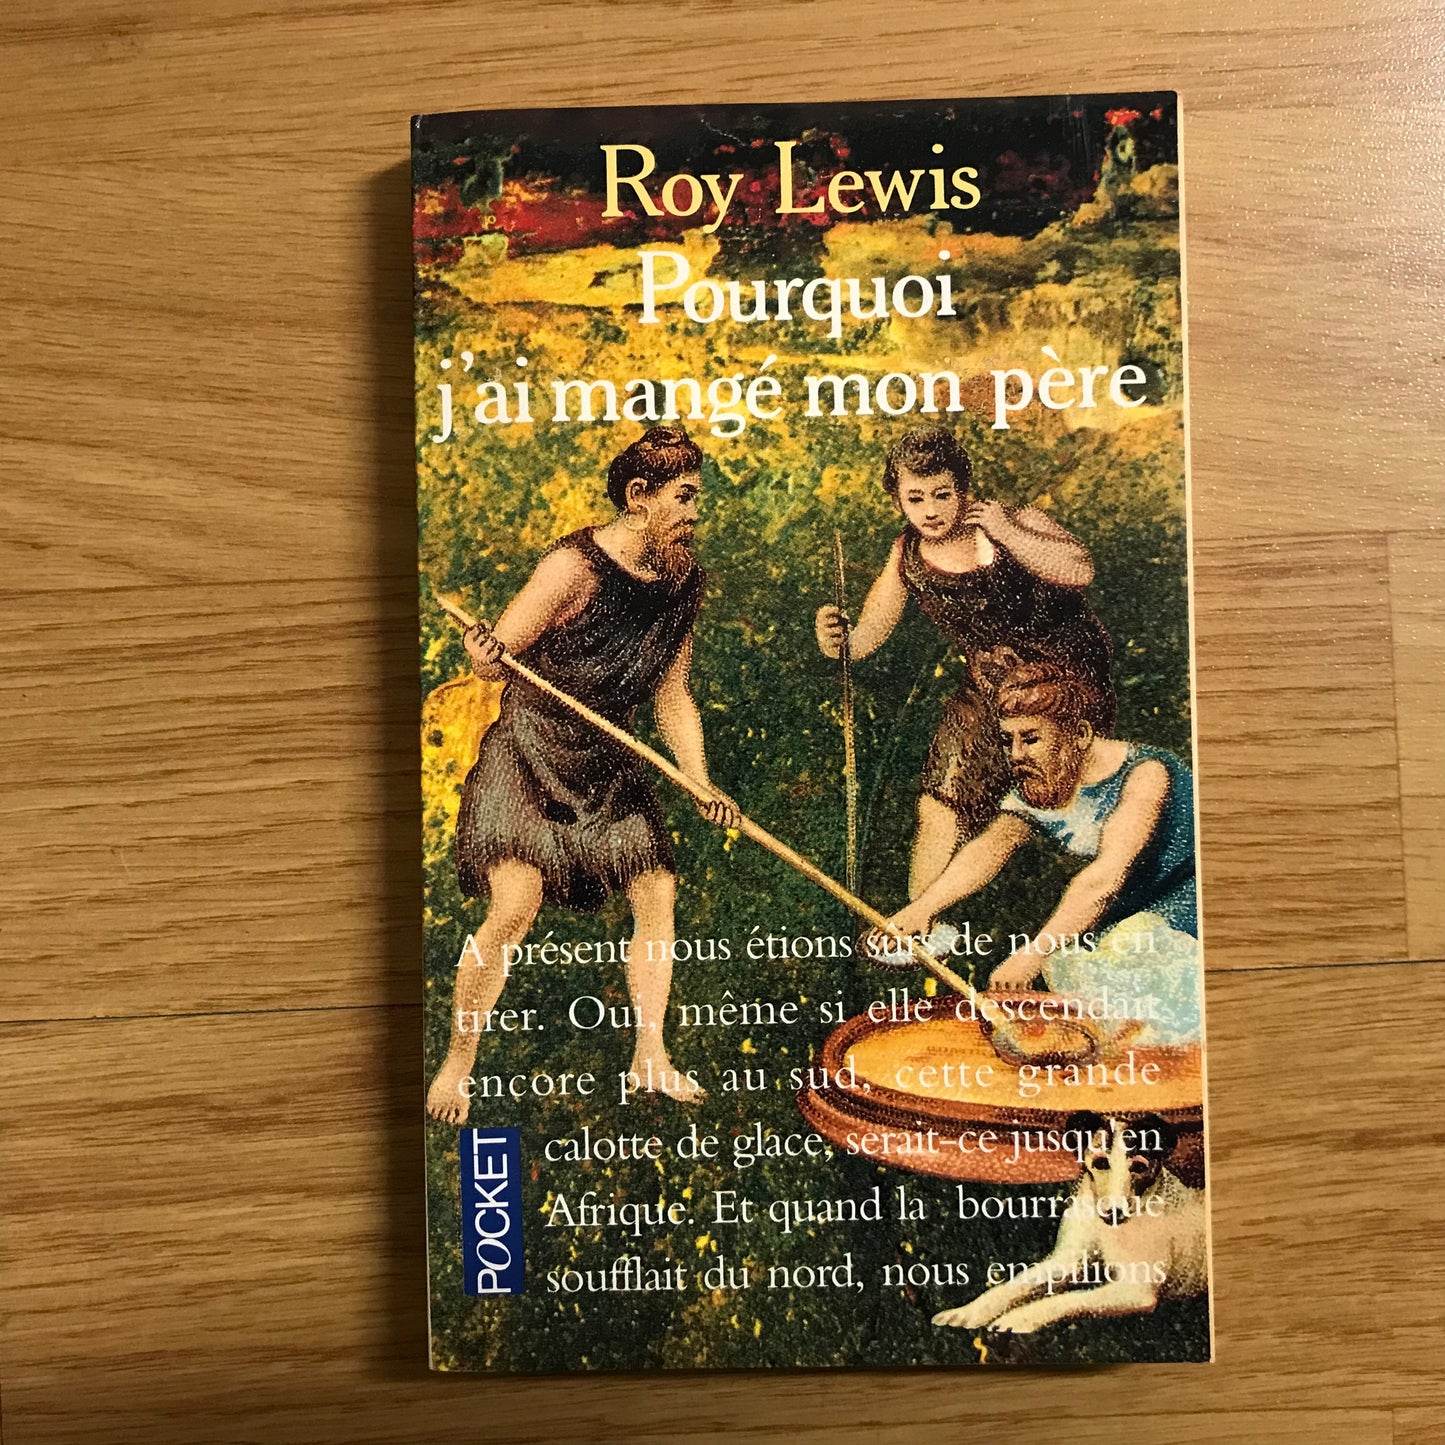 Roy Lewis
Pourquoi
j'ai mangé mon père
A présent nous étions sûrs de nous en
tirer. Oui, même si elle descendait
encore plus au sud, cette grande
calotte de glace, serait-ce jusqu'en
Afrique. Et quand la bourrasque
soufflait du nord, nous empilions
POCKET